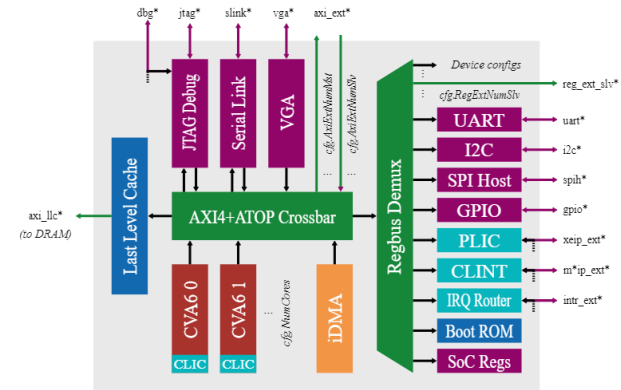 dbg*
jtag*
slink*
vga*
axi_ext*
JTAG Debug
Serial Link
VGA
cfg.AxiExtNumMst
...
cfg.AxiExtNumSlv
...
Last Level Cache
axi_llc*
(to DRAM)
AXI4+ATOP Crossbar
CVA6 0
CLIC
CVA6 1
CLIC
...
cfg.NumCores
iDMA
Regbus Demux
Device configs
cfg.RegExtNumSlv
reg_ext_slv*
UART
uart*
I2C
i2c*
SPI Host
spih*
GPIO
gpio*
PLIC
xeip_ext*
CLINT
m*ip_ext*
IRQ Router
intr_ext*
Boot ROM
SoC Regs